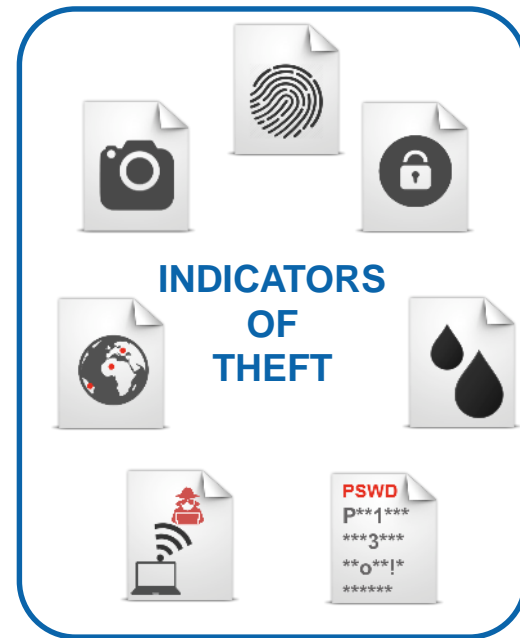 INDICATORS
OF
THEFT
PSWD
P**1***
***3***
**o**!*
******